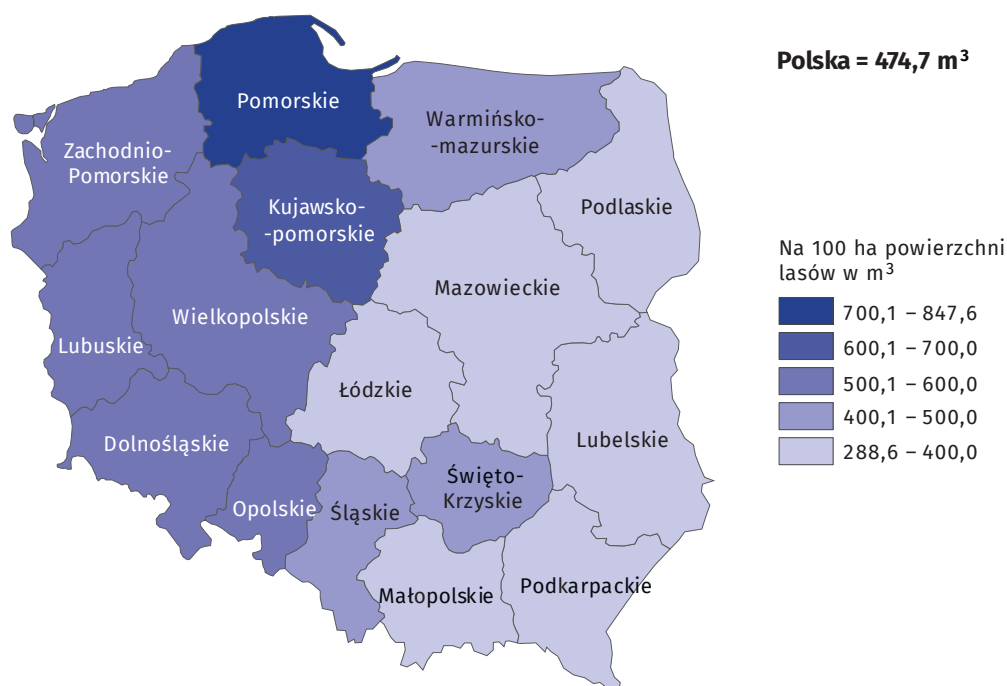 Polska = 474,7 m³
Pomorskie
Warmińsko-
-mazurskie
Zachodnio-
Pomorskie
Kujawsko-
-pomorskie
Podlaskie
Mazowieckie
Wielkopolskie
Lubuskie
Łódzkie
Dolnośląskie
Lubelskie
Opolskie
Śląskie
Święto-
Krzyskie
Małopolskie
Podkarpackie
Na 100 ha powierzchni
lasów w m³
700,1 – 847,6
600,1 – 700,0
500,1 – 600,0
400,1 – 500,0
288,6 – 400,0